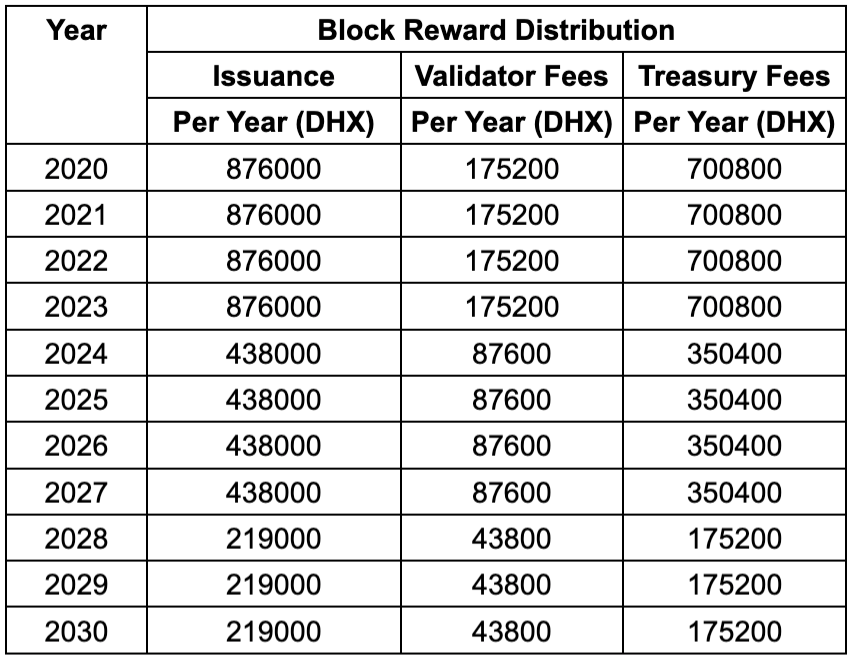 Year Block Reward Distribution
Issuance Validator Fees Treasury Fees
Per Year (DHX) Per Year (DHX) Per Year (DHX)
2020 876000 175200 700800
2021 876000 175200 700800
2022 876000 175200 700800
2023 876000 175200 700800
2024 438000 87600 350400
2025 438000 87600 350400
2026 438000 87600 350400
2027 438000 87600 350400
2028 219000 43800 175200
2029 219000 43800 175200
2030 219000 43800 175200